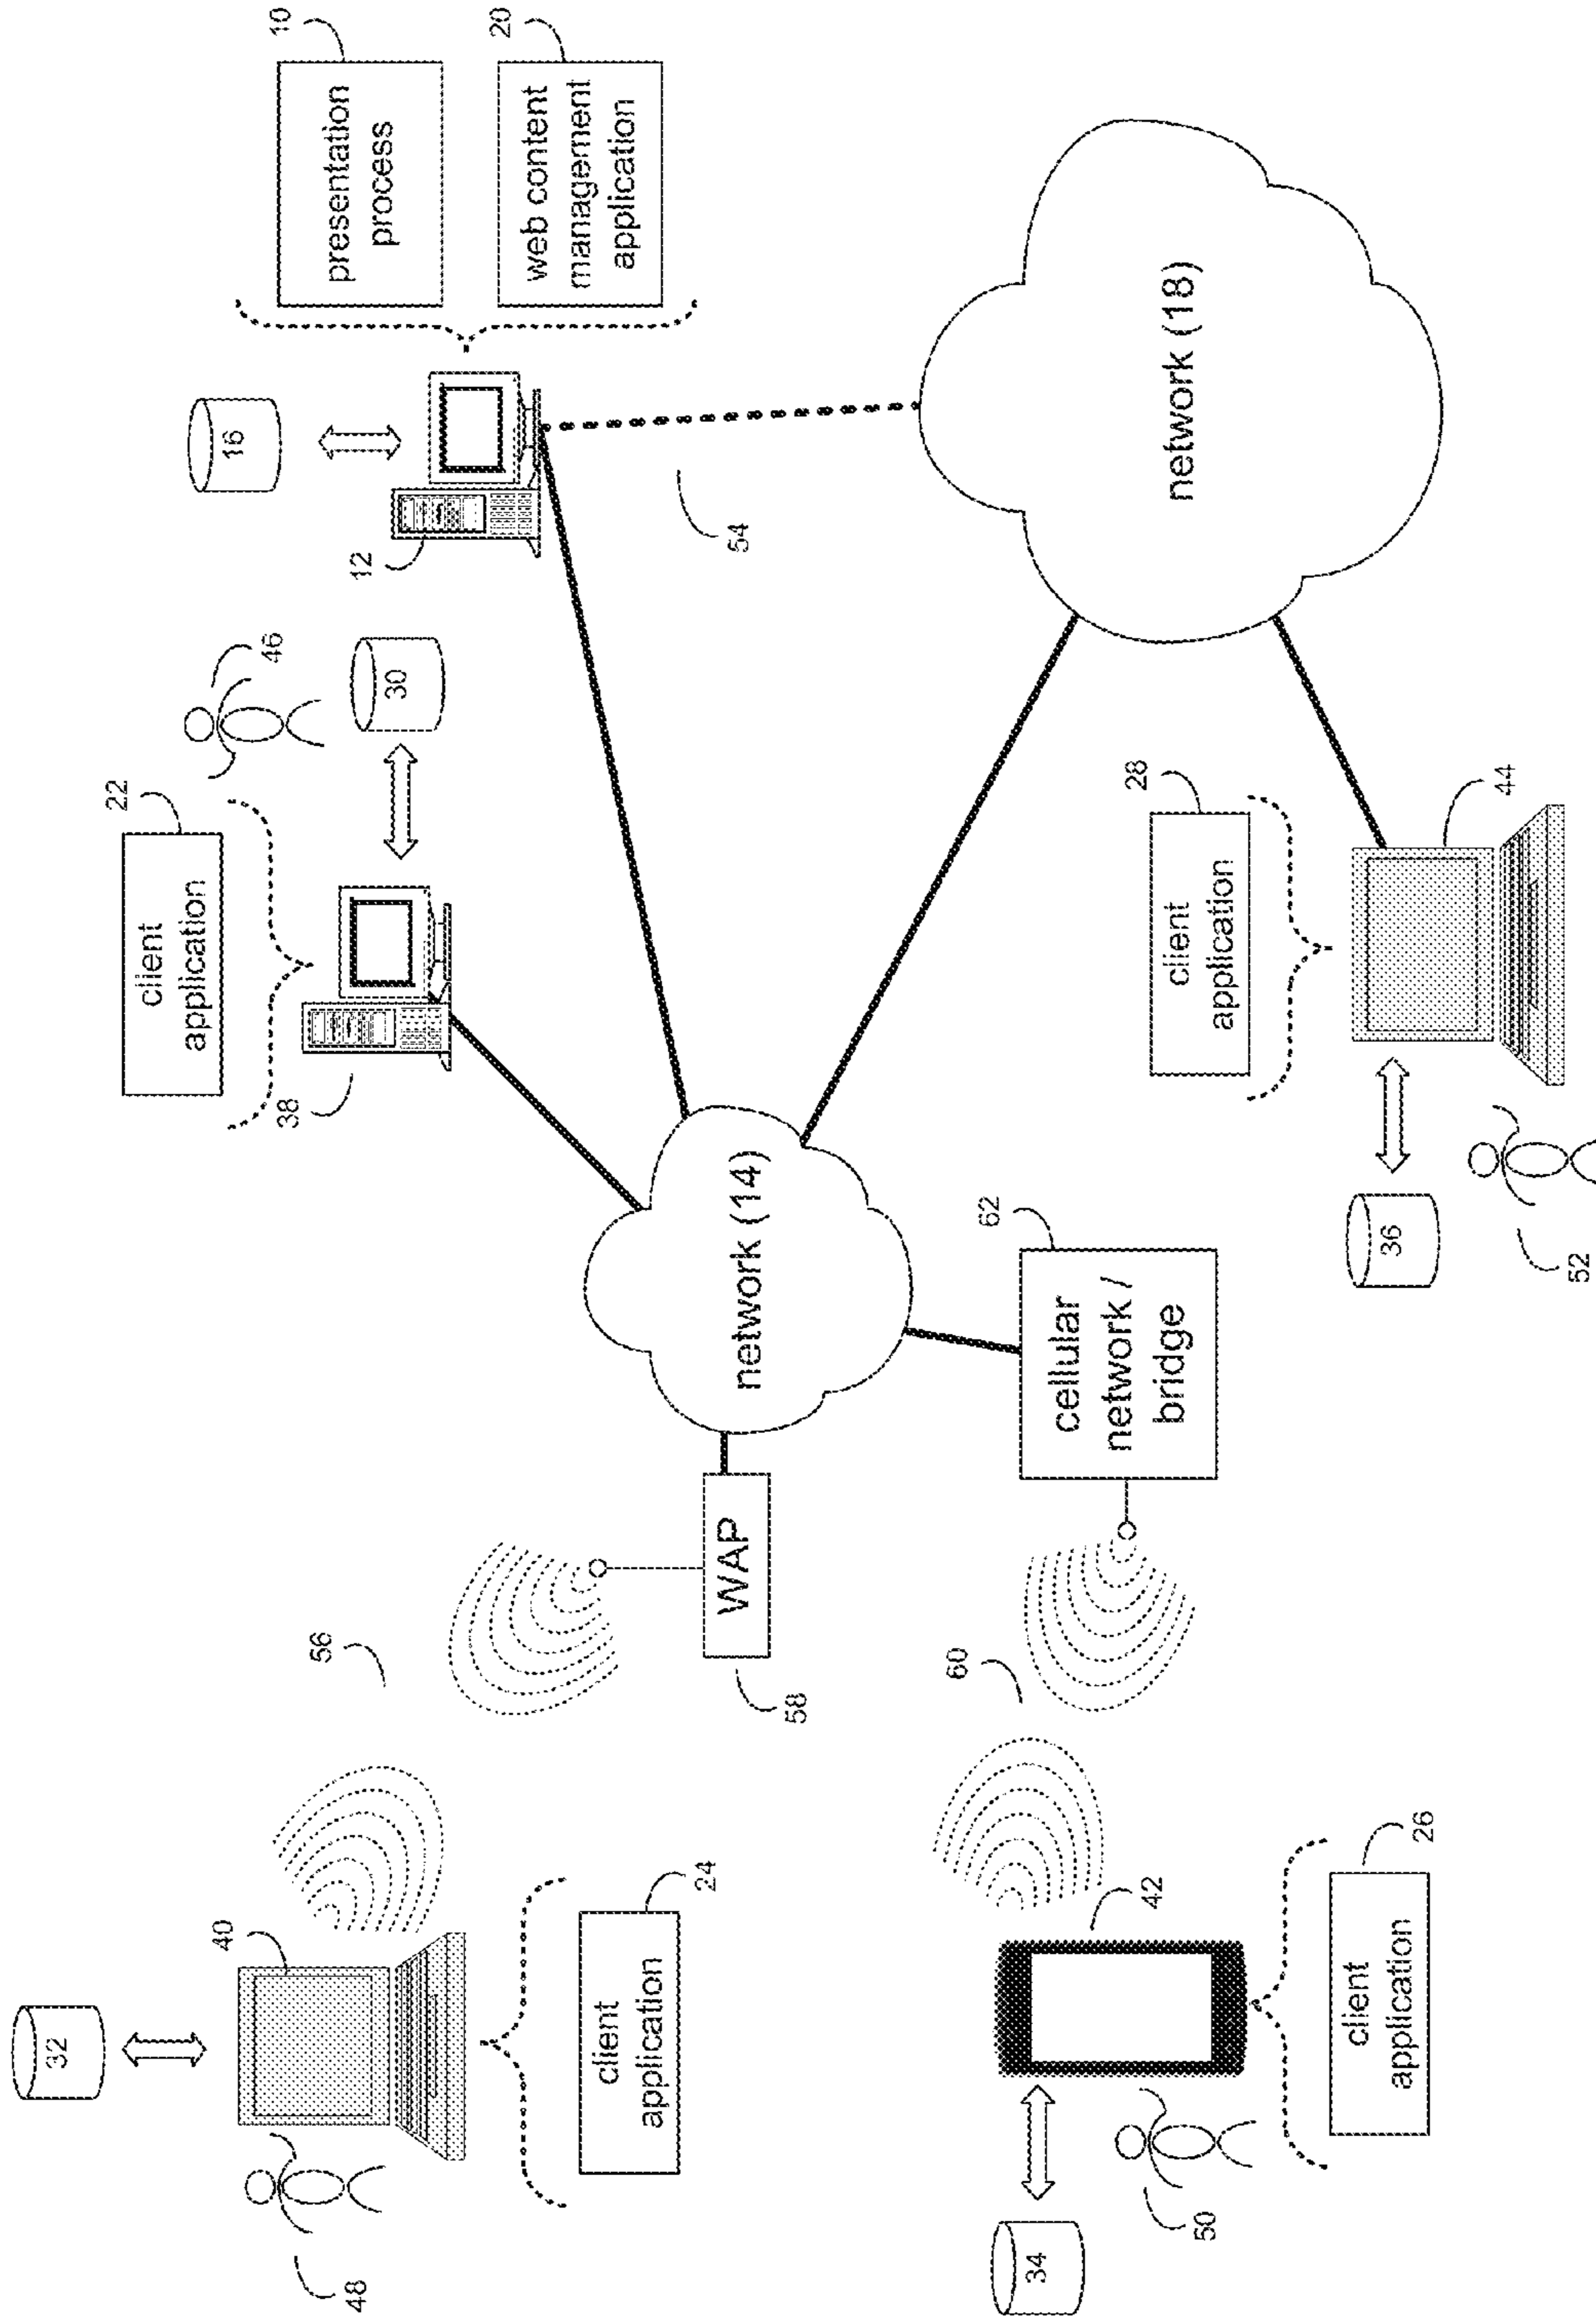 32
22
client
application
40
16
46
38
10
presentation
process
56
48
12
30
20
web content
management
application
client
application
24
WAP
54
network (14)
58
60
62
34
cellular
network /
bridge
28
42
client
application
network (18)
50
client
application
36
26
44
52